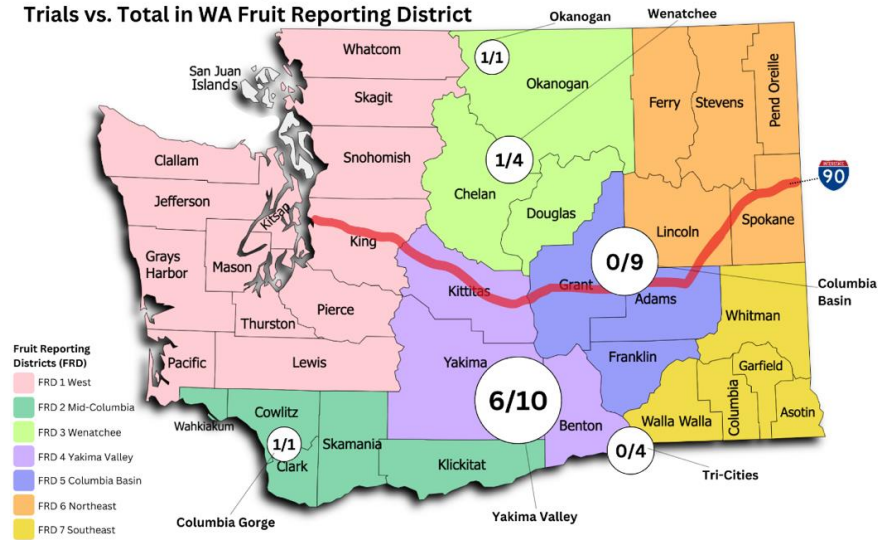 Trials vs. Total in WA Fruit Reporting District
Okanogan
Wenatchee
Whatcom
1/1
Okanogan
San Juan
Islands
Skagit
Ferry
Stevens
Pend Oreille
Snohomish
1/4
Clallam
Chelan
90
Jefferson
Kitsap
Douglas
Lincoln
Spokane
King
Grays
Harbor
Mason
0/9
Kittitas
Grant
Adams
Columbia
Basin
Pierce
Thurston
Whitman
Fruit Reporting
Districts (FRD)
Pacific
Lewis
Yakima
Franklin
Garfield
FRD 1 West
FRD 2 Mid-Columbia
FRD 3 Wenatchee
FRD 4 Yakima Valley
FRD 5 Columbia Basin
FRD 6 Northeast
FRD 7 Southeast
6/10
Columbia
Asotin
Wahkiakum
Cowlitz
Benton
Walla Walla
1/1
Skamania
Clark
Klickitat
0/4
Tri-Cities
Columbia Gorge
Yakima Valley